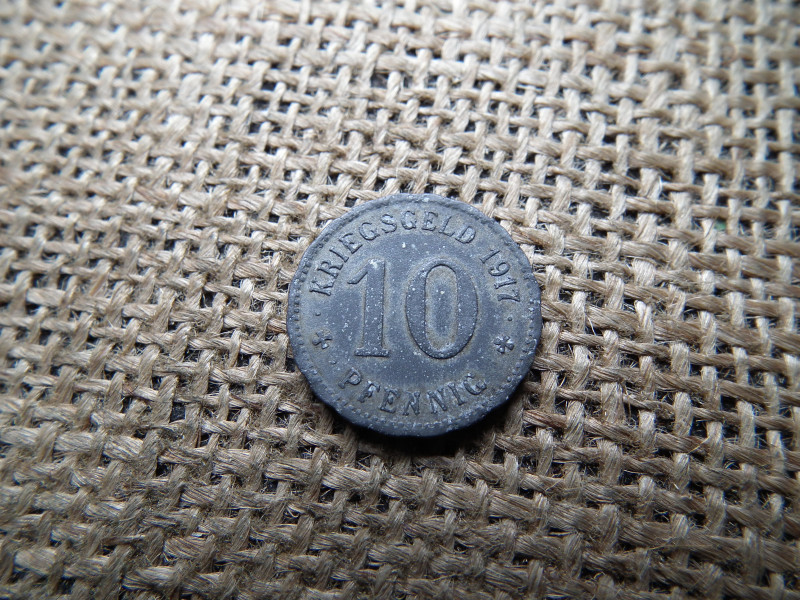 · KRIEGSGELD 1917 ·
10
* PFENNIG *